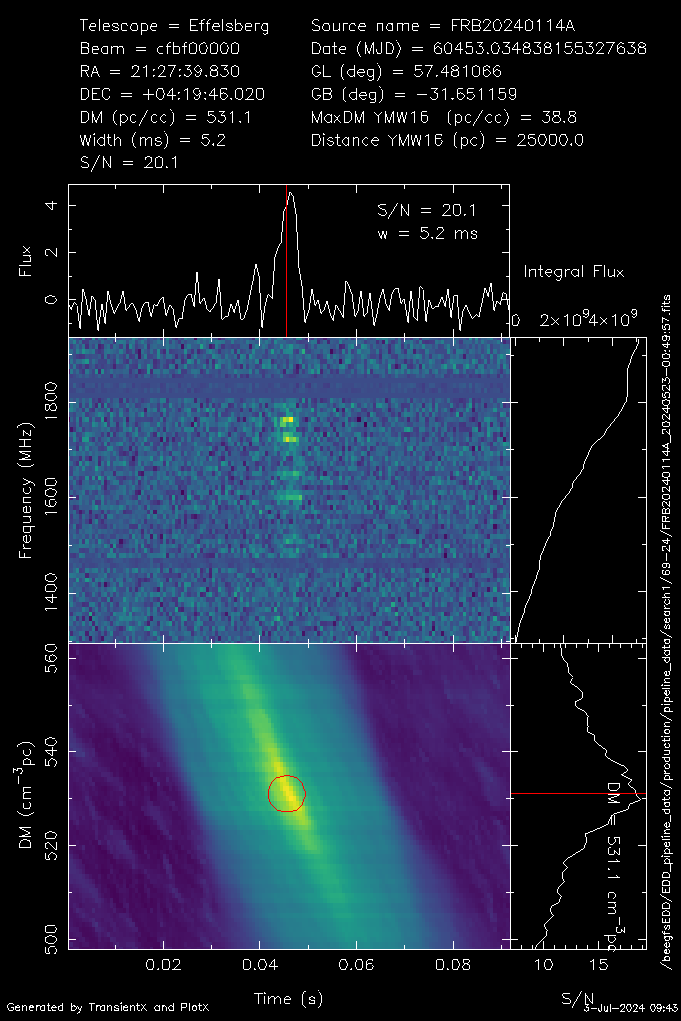 Telescope = Effelsberg
Source name = FRB20240114A
Beam = cfbf00000
Date (MJD) = 60453.034838155327638
RA = 21:27:39.830
GL (deg) = 57.481066
DEC = +04:19:46.020
GB (deg) = −31.651159
DM (pc/cc) = 531.1
MaxDM YMW16 (pc/cc) = 38.8
Width (ms) = 5.2
Distance YMW16 (pc) = 25000.0
S/N = 20.1
S/N = 20.1
w = 5.2 ms
Flux
4
2
0
Integral Flux
0 2×10⁹ 4×10⁹
Frequency (MHz)
1800
1600
1400
DM (cm⁻³pc)
560
540
520
500
DM = 531.1 cm⁻³pc
0.02 0.04 0.06 0.08
Time (s)
10 15
S/N
/beegfsEDD/EDD_pipeline_data/production/pipeline_data/search1/69-24/FRB20240114A_20240523-00:49:57.fits
Generated by TransientX and PlotX
3-Jul-2024 09:43